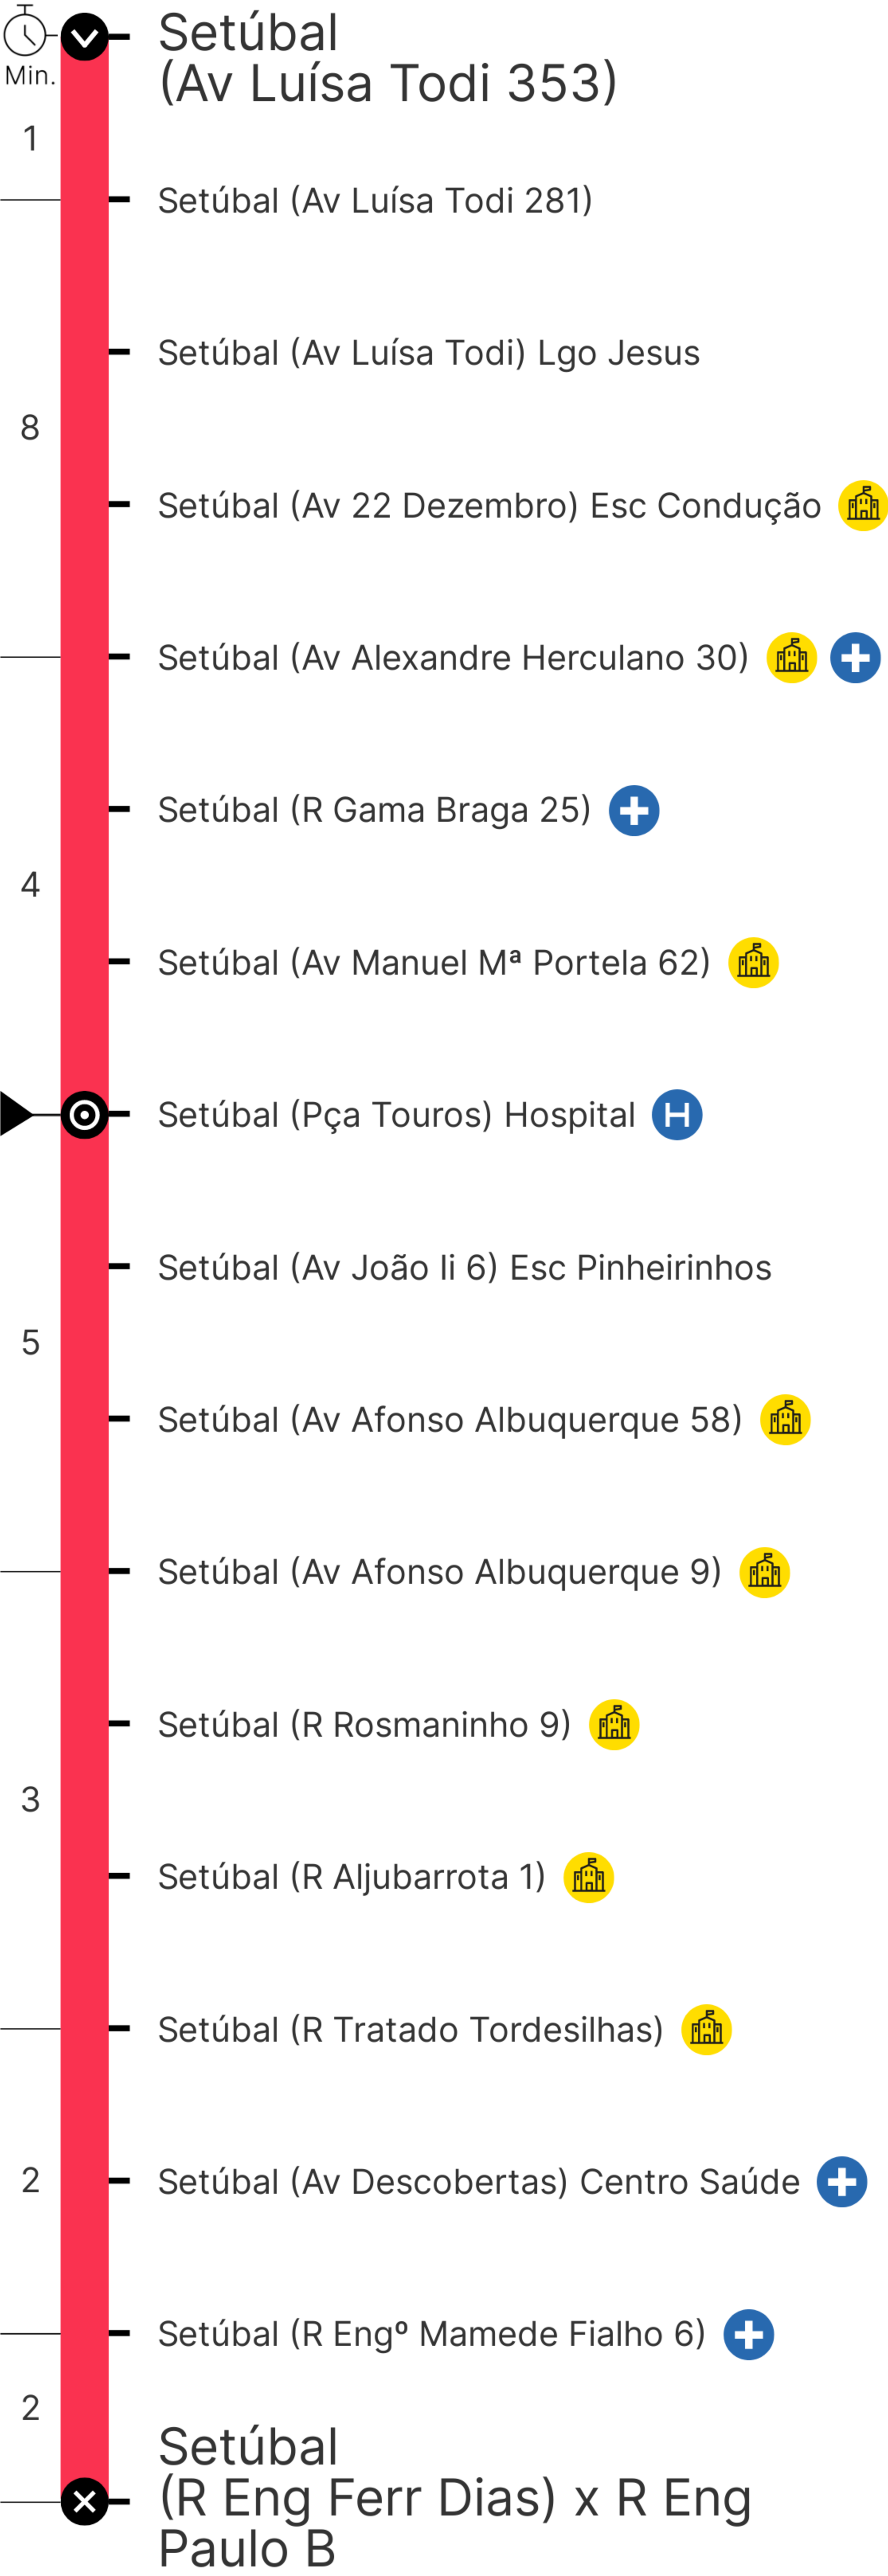 Setúbal
(Av Luísa Todi 353)
Min.
1
Setúbal (Av Luísa Todi 281)
Setúbal (Av Luísa Todi) Lgo Jesus
8
Setúbal (Av 22 Dezembro) Esc Condução
Setúbal (Av Alexandre Herculano 30)
Setúbal (R Gama Braga 25)
4
Setúbal (Av Manuel Mª Portela 62)
Setúbal (Pça Touros) Hospital H
Setúbal (Av João Ii 6) Esc Pinheirinhos
5
Setúbal (Av Afonso Albuquerque 58)
Setúbal (Av Afonso Albuquerque 9)
Setúbal (R Rosmaninho 9)
3
Setúbal (R Aljubarrota 1)
Setúbal (R Tratado Tordesilhas)
2
Setúbal (Av Descobertas) Centro Saúde
Setúbal (R Engº Mamede Fialho 6)
2
Setúbal
(R Eng Ferr Dias) x R Eng
Paulo B